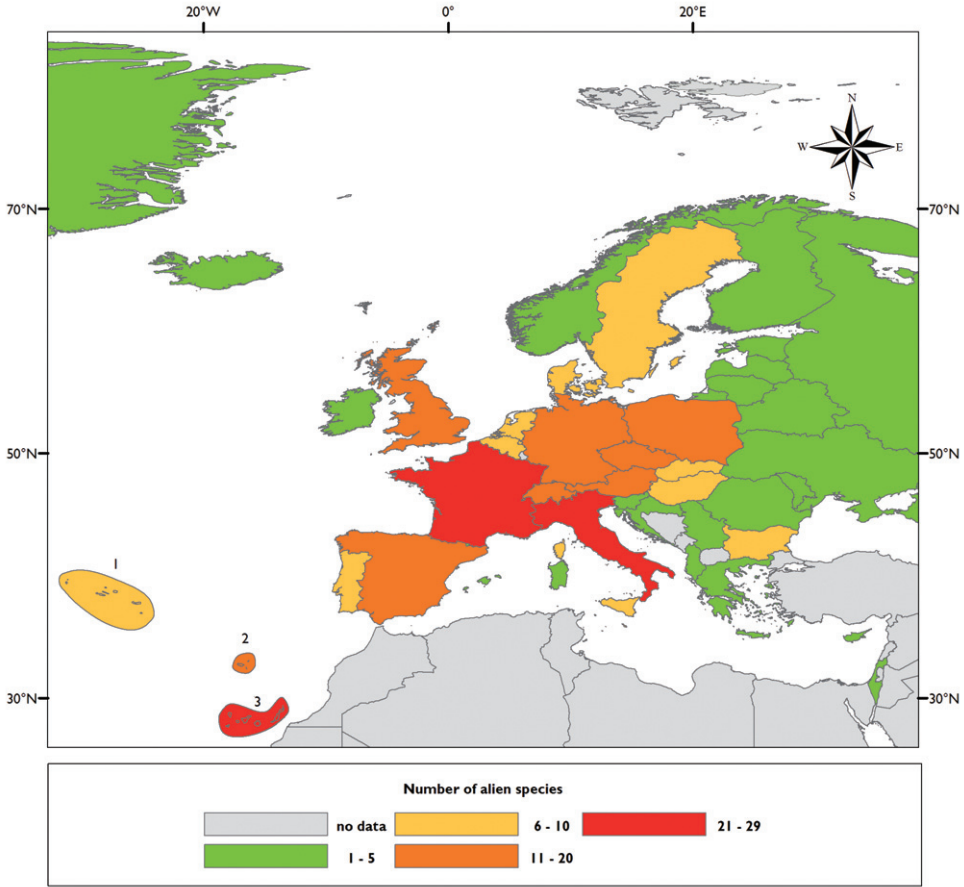 20°W 0° 20°E
N
W E
S
70°N 70°N
50°N 50°N
1
2
30°N 3 30°N
Number of alien species
no data 6 - 10 21 - 29
1 - 5 11 - 20